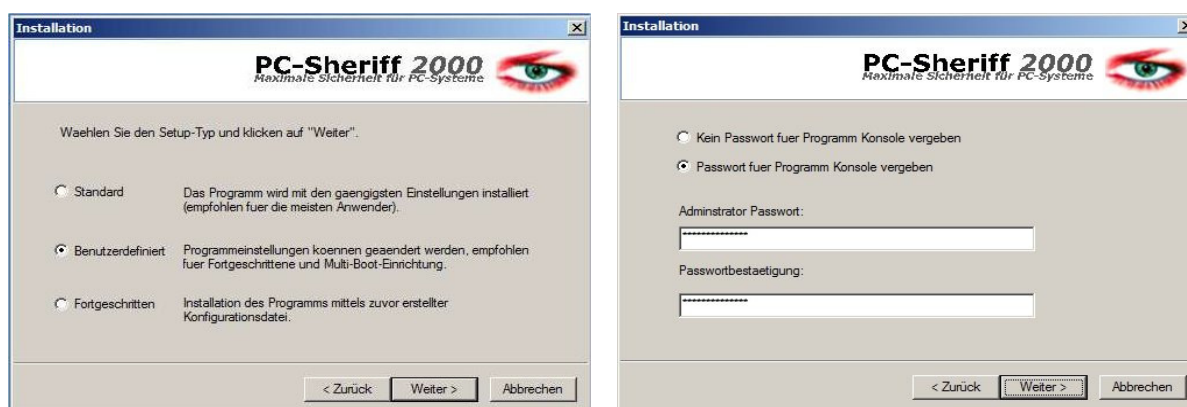 Installation
PC-Sheriff 2000
Maximale Sicherheit für PC-Systeme
Waehlen Sie den Setup-Typ und klicken auf "Weiter".
Standard
Das Programm wird mit den gaengigsten Einstellungen installiert
(empfohlen fuer die meisten Anwender).
Benutzerdefiniert
Programmeinstellungen koennen geaendert werden, empfohlen
fuer Fortgeschrittene und Multi-Boot-Einrichtung.
Fortgeschritten
Installation des Programms mittels zuvor erstellter
Konfigurationsdatei.
< Zurück
Weiter >
Abbrechen
Installation
PC-Sheriff 2000
Maximale Sicherheit für PC-Systeme
Kein Passwort fuer Programm Konsole vergeben
Passwort fuer Programm Konsole vergeben
Adminstrator Passwort:
Passwortbestaetigung:
< Zurück
Weiter >
Abbrechen